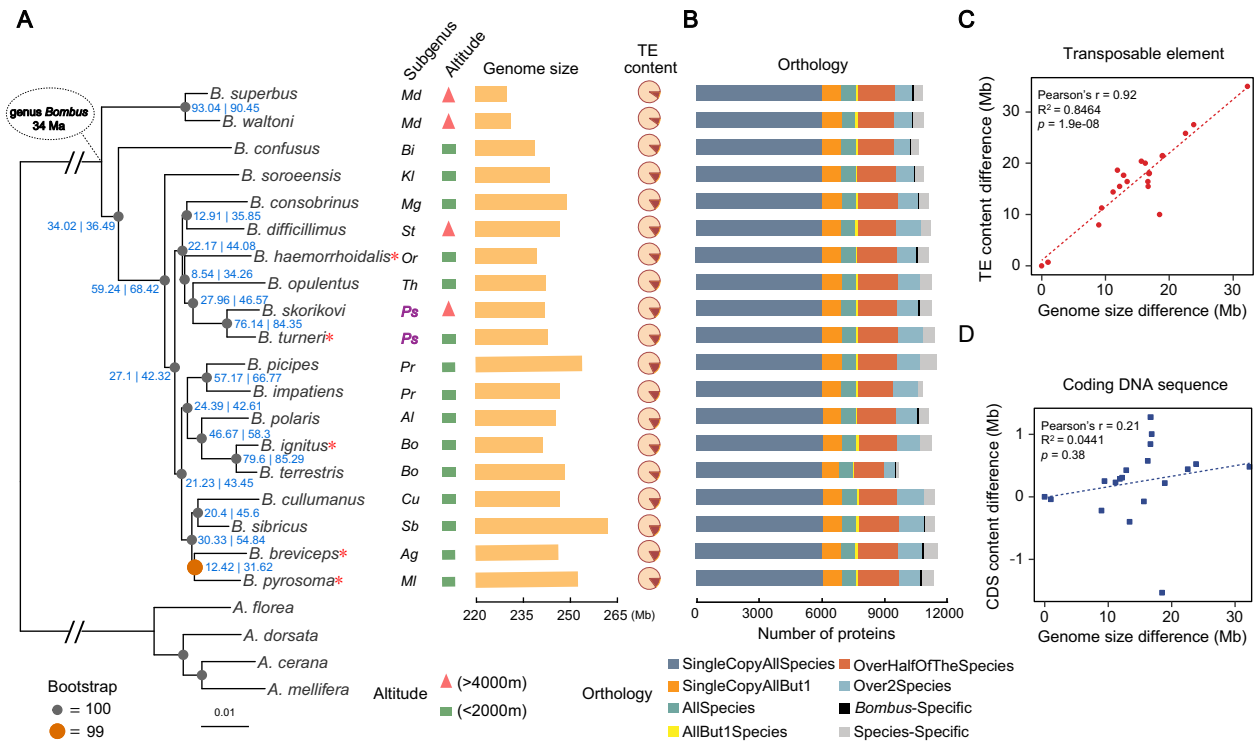 A
B
C
D
Subgenus
Altitude
Genome size
TE
content
genus Bombus
34 Ma
B. superbus
93.04 | 90.45
B. waltoni
B. confusus
B. soroeensis
34.02 | 36.49
B. consobrinus
12.91 | 35.85
B. difficillimus
22.17 | 44.08
B. haemorrhoidalis*
8.54 | 34.26
B. opulentus
59.24 | 68.42
27.96 | 46.57
B. skorikovi
76.14 | 84.35
B. turneri*
27.1 | 42.32
B. picipes
57.17 | 66.77
B. impatiens
24.39 | 42.61
B. polaris
46.67 | 58.3
B. ignitus*
79.6 | 85.29
B. terrestris
21.23 | 43.45
B. cullumanus
20.4 | 45.6
B. sibricus
30.33 | 54.84
B. breviceps*
12.42 | 31.62
B. pyrosoma*
A. florea
A. dorsata
A. cerana
A. mellifera
Md
Md
Bi
Kl
Mg
St
Or
Th
Ps
Ps
Pr
Pr
Al
Bo
Bo
Cu
Sb
Ag
Ml
220 235 250 265 (Mb)
Bootstrap
= 100
= 99
0.01
Altitude
(>4000m)
(<2000m)
Orthology
0 3000 6000 9000 12000
Number of proteins
Orthology
SingleCopyAllSpecies
SingleCopyAllBut1
AllSpecies
AllBut1Species
OverHalfOfTheSpecies
Over2Species
Bombus-Specific
Species-Specific
Transposable element
Pearson's r = 0.92
R² = 0.8464
p = 1.9e-08
TE content difference (Mb)
30
20
10
0
0 10 20 30
Genome size difference (Mb)
Coding DNA sequence
Pearson's r = 0.21
R² = 0.0441
p = 0.38
CDS content difference (Mb)
1
0
-1
0 10 20 30
Genome size difference (Mb)